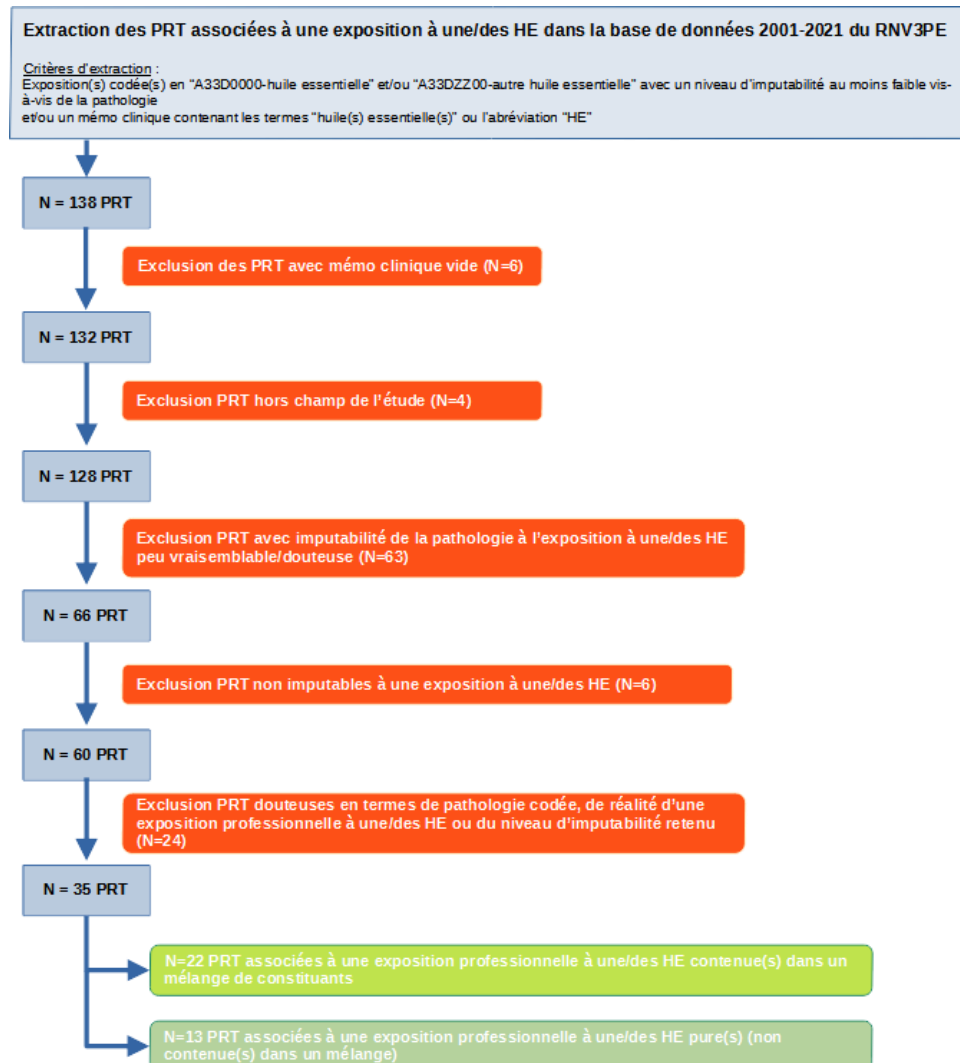 Extraction des PRT associées à une exposition à une/des HE dans la base de données 2001-2021 du RNV3PE
Critères d'extraction :
Exposition(s) codée(s) en "A33D0000-huile essentielle" et/ou "A33DZZ00-autre huile essentielle" avec un niveau d'imputabilité au moins faible vis-
à-vis de la pathologie
et/ou un mémo clinique contenant les termes "huile(s) essentielle(s)" ou l'abréviation "HE"
N = 138 PRT
Exclusion des PRT avec mémo clinique vide (N=6)
N = 132 PRT
Exclusion PRT hors champ de l'étude (N=4)
N = 128 PRT
Exclusion PRT avec imputabilité de la pathologie à l'exposition à une/des HE
peu vraisemblable/douteuse (N=63)
N = 66 PRT
Exclusion PRT non imputables à une exposition à une/des HE (N=6)
N = 60 PRT
Exclusion PRT douteuses en termes de pathologie codée, de réalité d'une
exposition professionnelle à une/des HE ou du niveau d'imputabilité retenu
(N=24)
N = 35 PRT
N=22 PRT associées à une exposition professionnelle à une/des HE contenue(s) dans un
mélange de constituants
N=13 PRT associées à une exposition professionnelle à une/des HE pure(s) (non
contenue(s) dans un mélange)